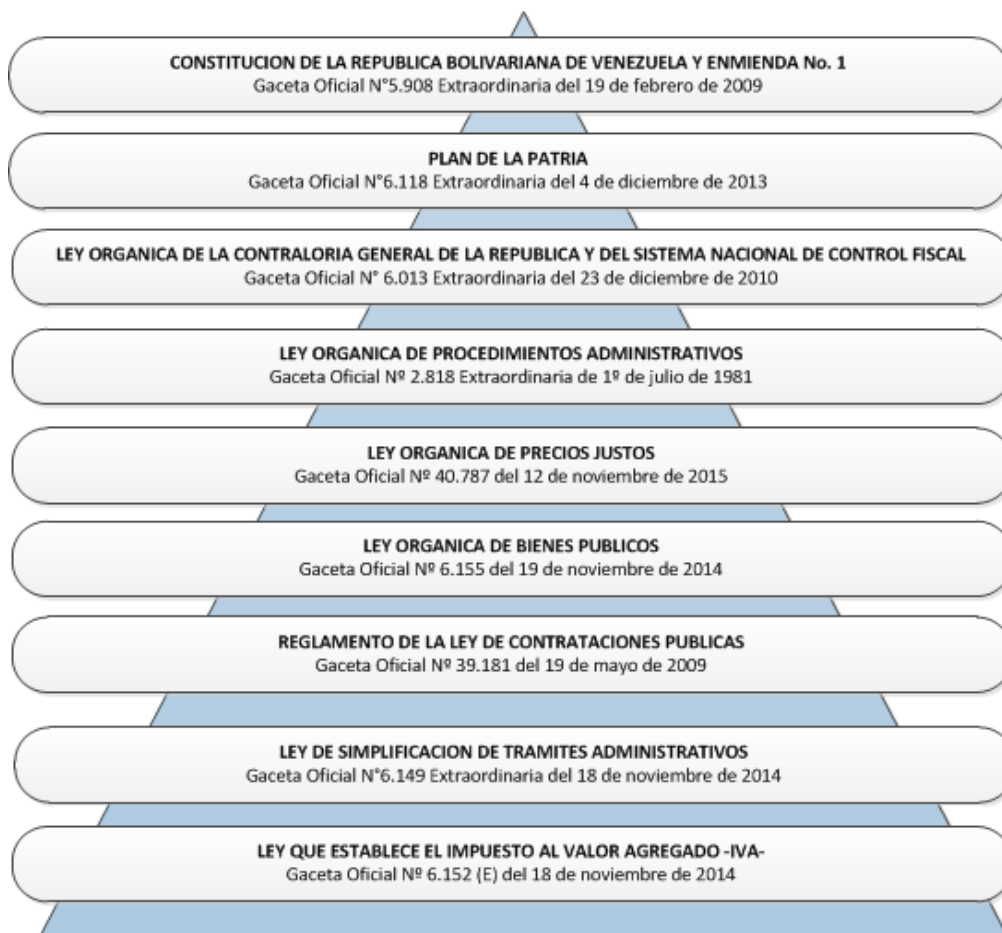 CONSTITUCION DE LA REPUBLICA BOLIVARIANA DE VENEZUELA Y ENMIENDA No. 1
Gaceta Oficial N°5.908 Extraordinaria del 19 de febrero de 2009
PLAN DE LA PATRIA
Gaceta Oficial N°6.118 Extraordinaria del 4 de diciembre de 2013
LEY ORGANICA DE LA CONTRALORIA GENERAL DE LA REPUBLICA Y DEL SISTEMA NACIONAL DE CONTROL FISCAL
Gaceta Oficial N° 6.013 Extraordinaria del 23 de diciembre de 2010
LEY ORGANICA DE PROCEDIMIENTOS ADMINISTRATIVOS
Gaceta Oficial Nº 2.818 Extraordinaria de 1º de julio de 1981
LEY ORGANICA DE PRECIOS JUSTOS
Gaceta Oficial Nº 40.787 del 12 de noviembre de 2015
LEY ORGANICA DE BIENES PUBLICOS
Gaceta Oficial Nº 6.155 del 19 de noviembre de 2014
REGLAMENTO DE LA LEY DE CONTRATACIONES PUBLICAS
Gaceta Oficial Nº 39.181 del 19 de mayo de 2009
LEY DE SIMPLIFICACION DE TRAMITES ADMINISTRATIVOS
Gaceta Oficial N°6.149 Extraordinaria del 18 de noviembre de 2014
LEY QUE ESTABLECE EL IMPUESTO AL VALOR AGREGADO -IVA-
Gaceta Oficial Nº 6.152 (E) del 18 de noviembre de 2014